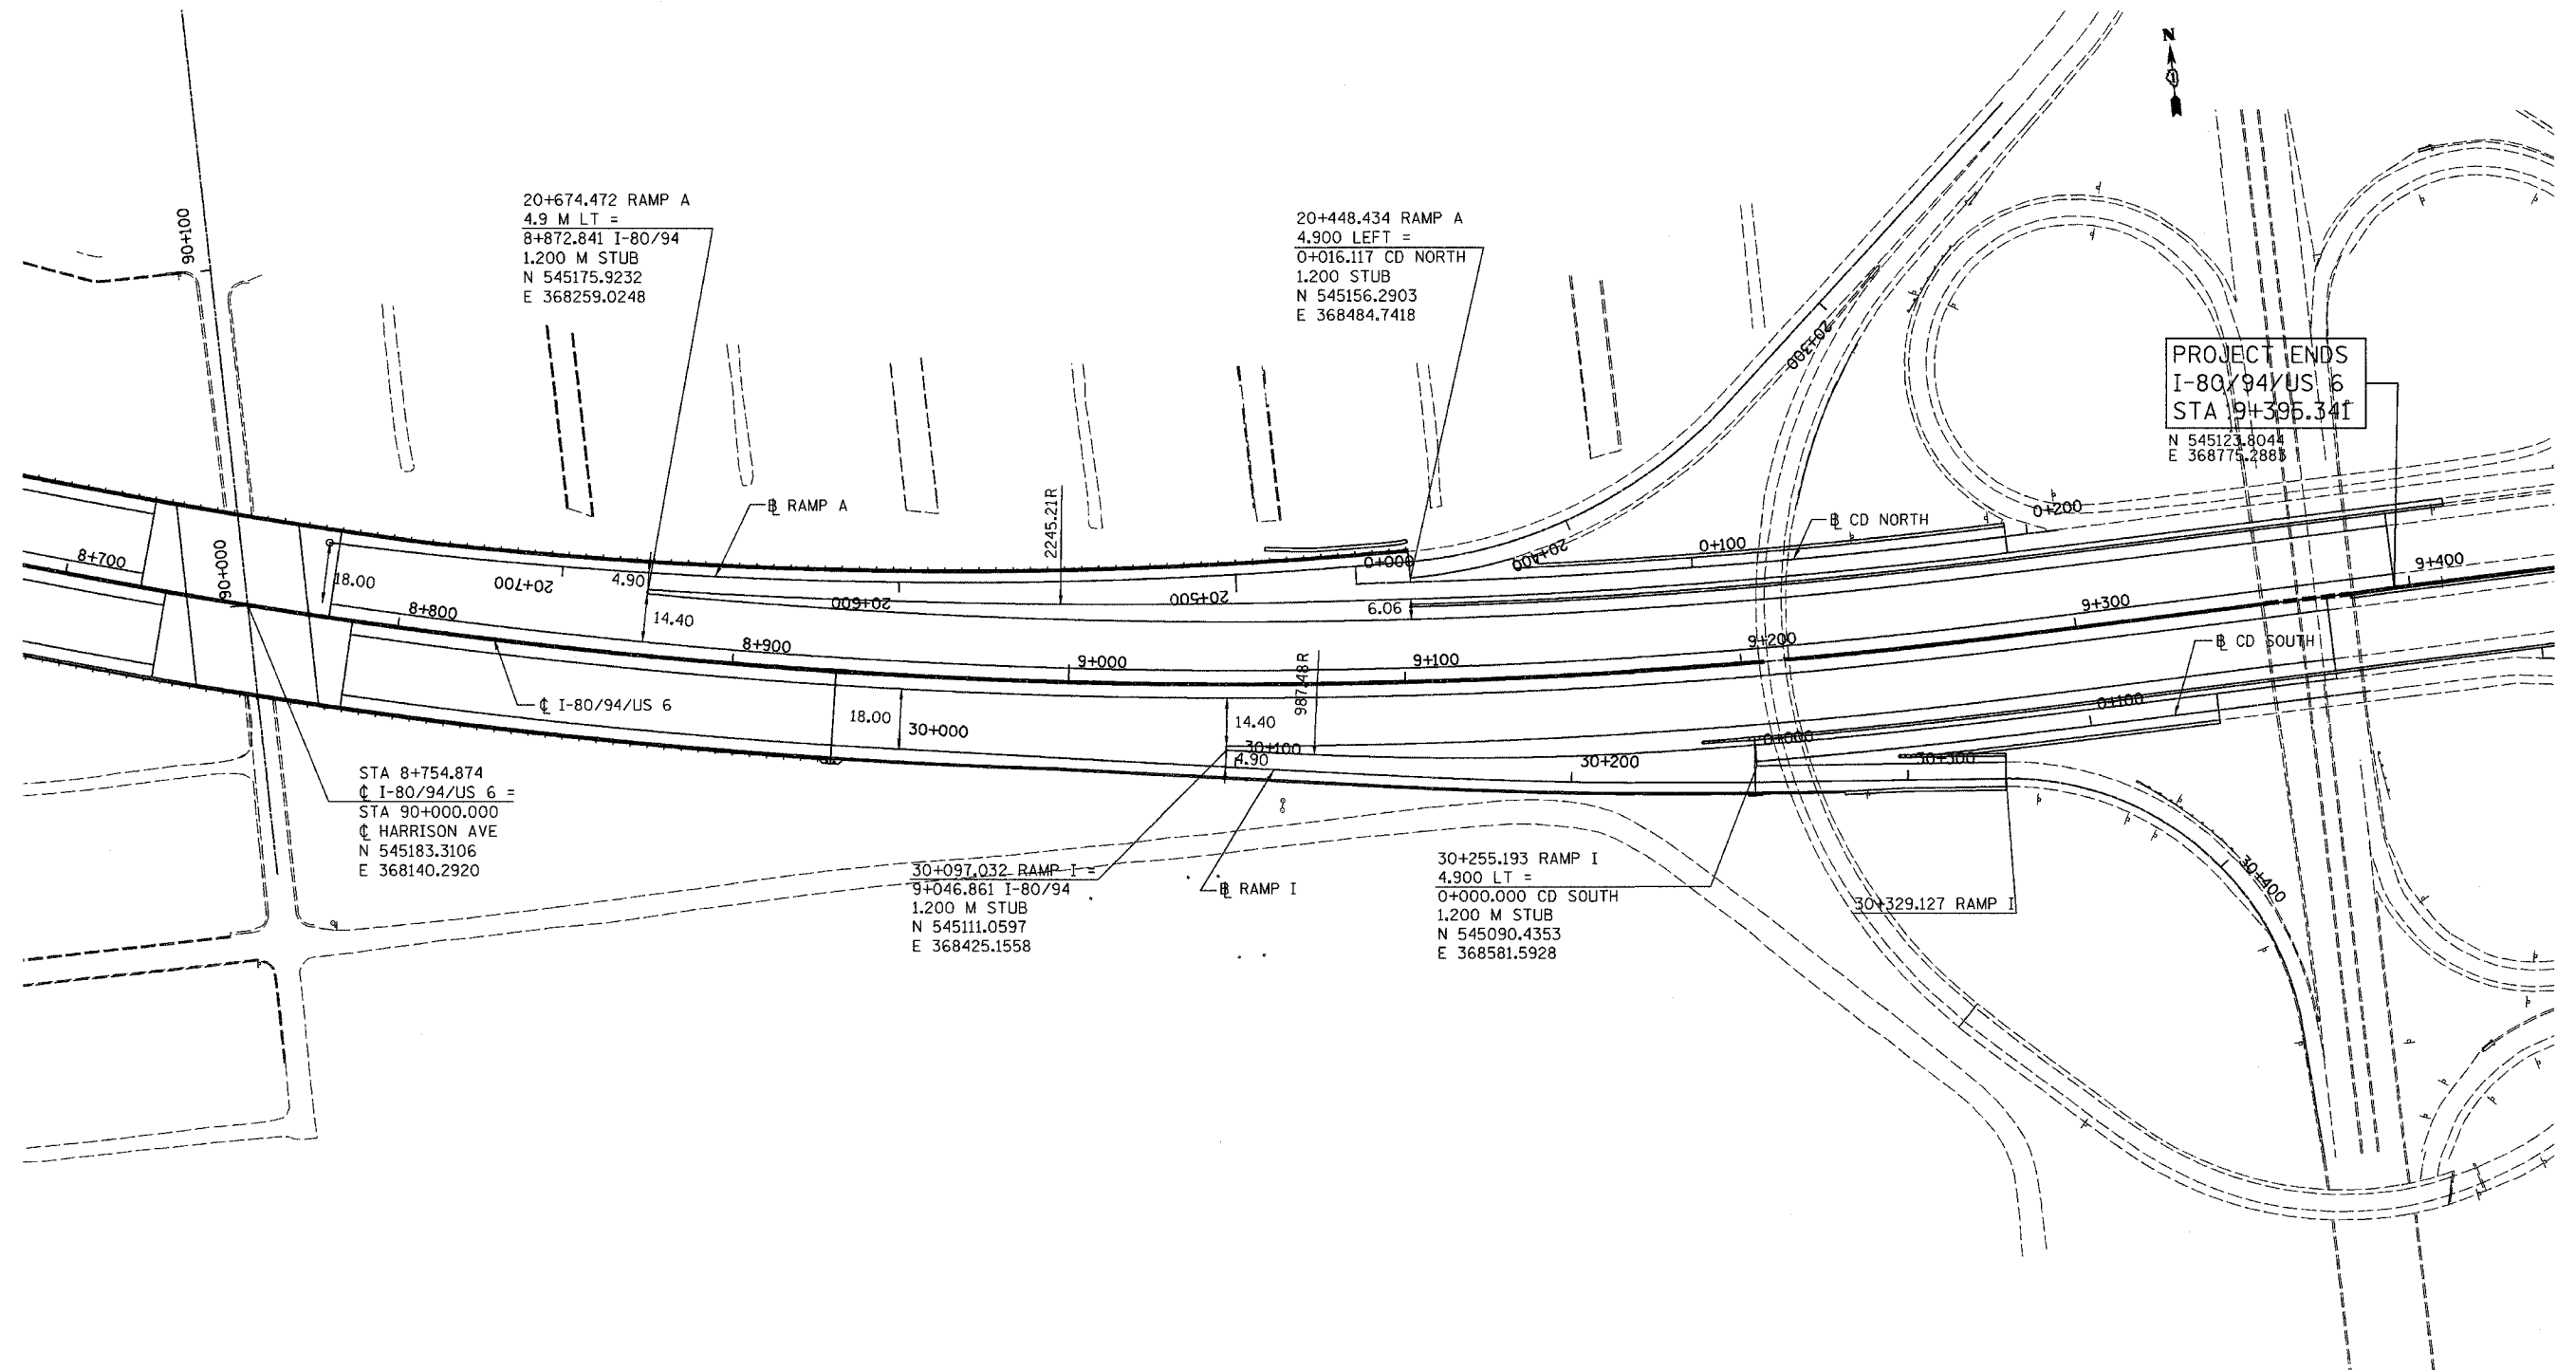 N
90+100
20+674.472 RAMP A
4.9 M LT =
8+872.841 I-80/94
1.200 M STUB
N 545175.9232
E 368259.0248
20+448.434 RAMP A
4.900 LEFT =
0+016.117 CD NORTH
1.200 STUB
N 545156.2903
E 368484.7418
20+300
PROJECT ENDS
I-80/94/US 6
STA 9+395.341
N 545123.8044
E 368775.2883
℄ RAMP A
2245.21R
℄ CD NORTH
0+200
8+700
90+000
18.00
20+700
4.90
20+600
20+500
0+000
20+400
0+100
9+400
8+800
14.40
6.06
9+300
8+900
9+000
9+100
9+200
℄ CD SOUTH
987.48R
℄ I-80/94/US 6
18.00
30+000
14.40
30+100
4.90
30+200
0+000
0+100
30+300
STA 8+754.874
℄ I-80/94/US 6 =
STA 90+000.000
℄ HARRISON AVE
N 545183.3106
E 368140.2920
30+097.032 RAMP I =
9+046.861 I-80/94
1.200 M STUB
N 545111.0597
E 368425.1558
℄ RAMP I
30+255.193 RAMP I
4.900 LT =
0+000.000 CD SOUTH
1.200 M STUB
N 545090.4353
E 368581.5928
30+329.127 RAMP I
30+400